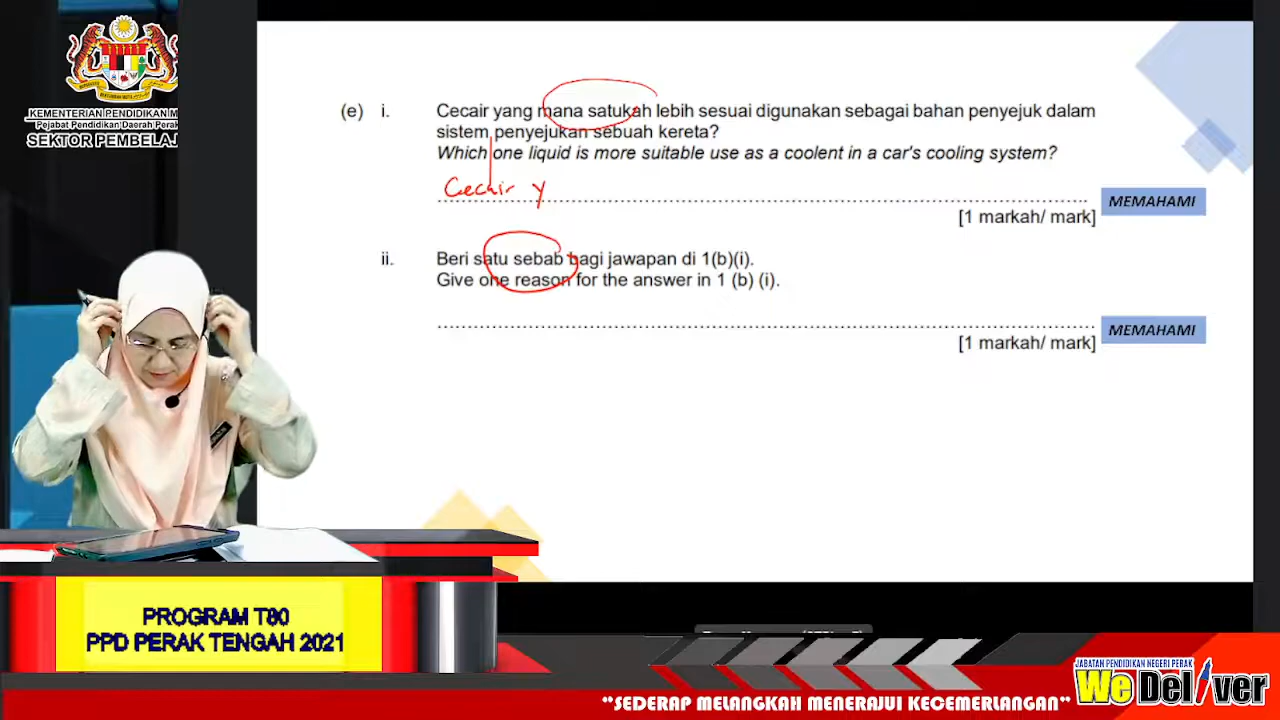 KEMENTERIAN PENDIDIKAN M
Pejabat Pendidikan Daerah Perak
SEKTOR PEMBELAJ
(e) i. Cecair yang mana satukah lebih sesuai digunakan sebagai bahan penyejuk dalam
sistem penyejukan sebuah kereta?
Which one liquid is more suitable use as a coolent in a car's cooling system?
Cecair y
MEMAHAMI
[1 markah/ mark]
ii. Beri satu sebab bagi jawapan di 1(b)(i).
Give one reason for the answer in 1 (b) (i).
MEMAHAMI
[1 markah/ mark]
PROGRAM T80
PPD PERAK TENGAH 2021
JABATAN PENDIDIKAN NEGERI PERAK
We Deliver
"SEDERAP MELANGKAH MENERAJUI KECEMERLANGAN"